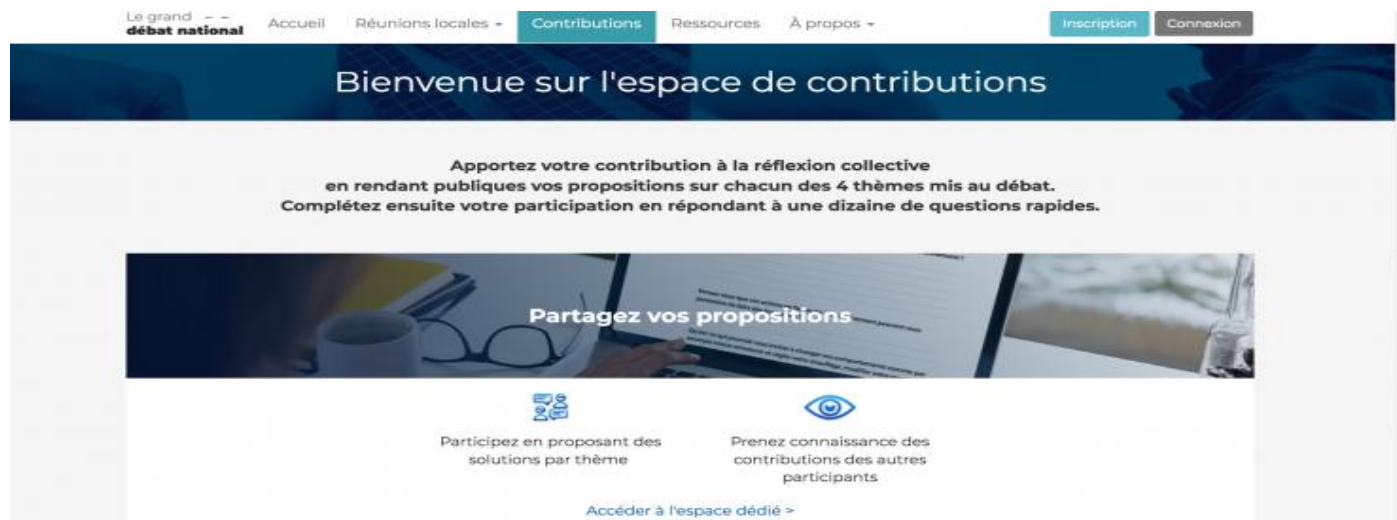 Le grand
débat national
Accueil Réunions locales Contributions Ressources À propos Inscription Connexion
Bienvenue sur l'espace de contributions
Apportez votre contribution à la réflexion collective
en rendant publiques vos propositions sur chacun des 4 thèmes mis au débat.
Complétez ensuite votre participation en répondant à une dizaine de questions rapides.
Partagez vos propositions
Participez en proposant des
solutions par thème
Prenez connaissance des
contributions des autres
participants
Accéder à l'espace dédié >